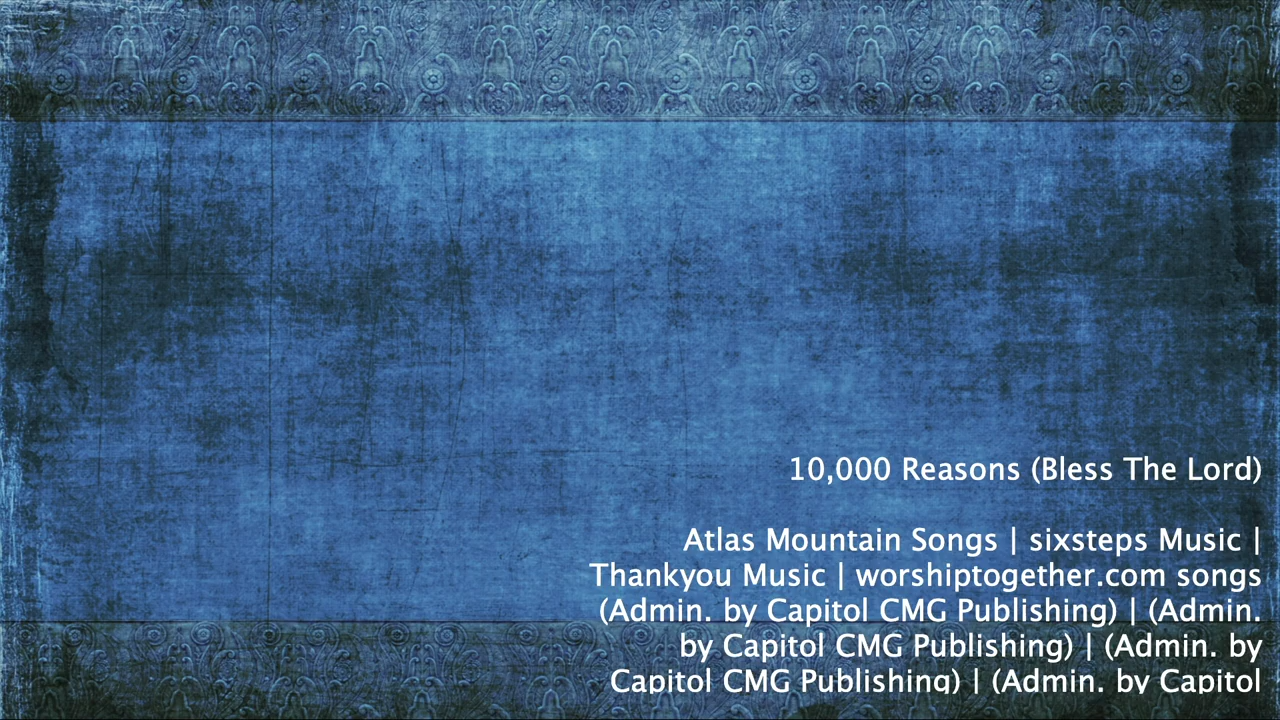 10,000 Reasons (Bless The Lord)
Atlas Mountain Songs | sixsteps Music |
Thankyou Music | worshiptogether.com songs
(Admin. by Capitol CMG Publishing) | (Admin.
by Capitol CMG Publishing) | (Admin. by
Capitol CMG Publishing) | (Admin. by Capitol